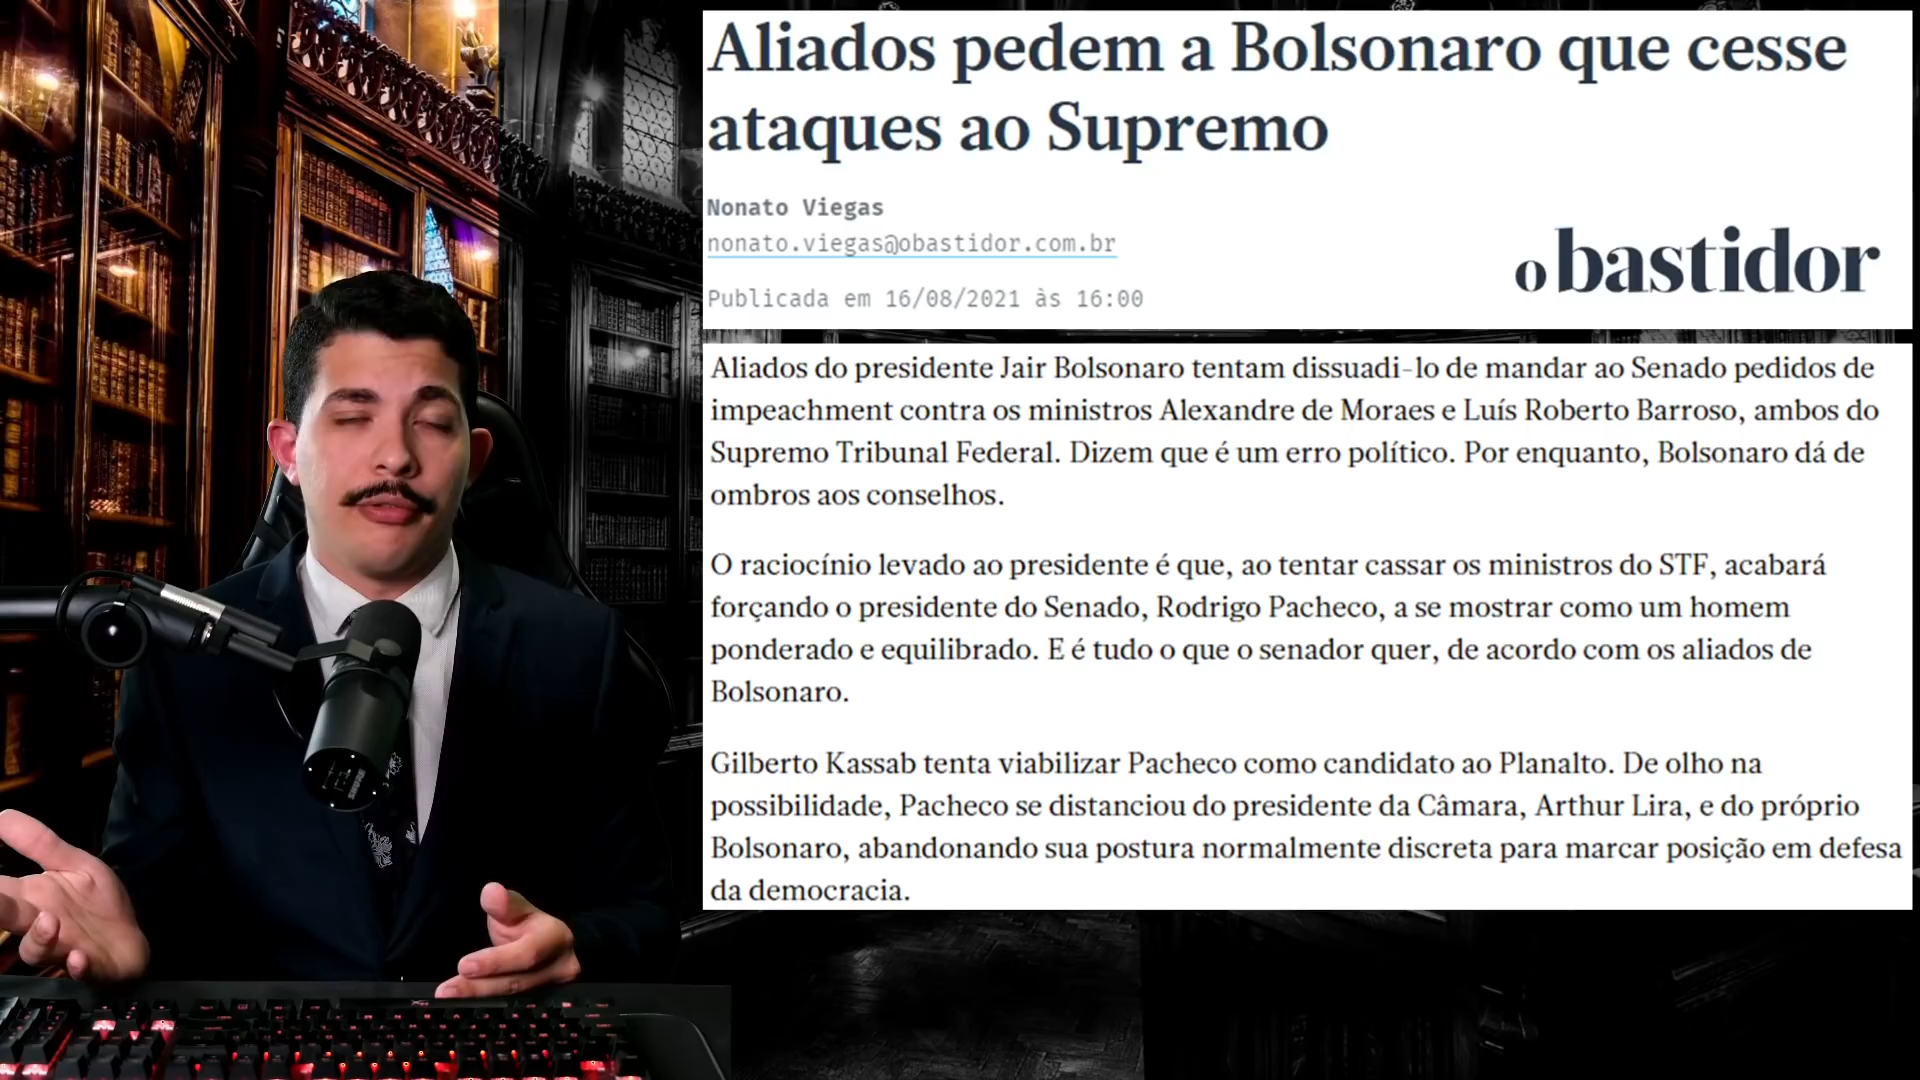 Aliados pedem a Bolsonaro que cesse
ataques ao Supremo
Nonato Viegas
nonato.viegas@obastidor.com.br
o bastidor
Publicada em 16/08/2021 às 16:00
Aliados do presidente Jair Bolsonaro tentam dissuadi-lo de mandar ao Senado pedidos de
impeachment contra os ministros Alexandre de Moraes e Luís Roberto Barroso, ambos do
Supremo Tribunal Federal. Dizem que é um erro político. Por enquanto, Bolsonaro dá de
ombros aos conselhos.
O raciocínio levado ao presidente é que, ao tentar cassar os ministros do STF, acabará
forçando o presidente do Senado, Rodrigo Pacheco, a se mostrar como um homem
ponderado e equilibrado. E é tudo o que o senador quer, de acordo com os aliados de
Bolsonaro.
Gilberto Kassab tenta viabilizar Pacheco como candidato ao Planalto. De olho na
possibilidade, Pacheco se distanciou do presidente da Câmara, Arthur Lira, e do próprio
Bolsonaro, abandonando sua postura normalmente discreta para marcar posição em defesa
da democracia.